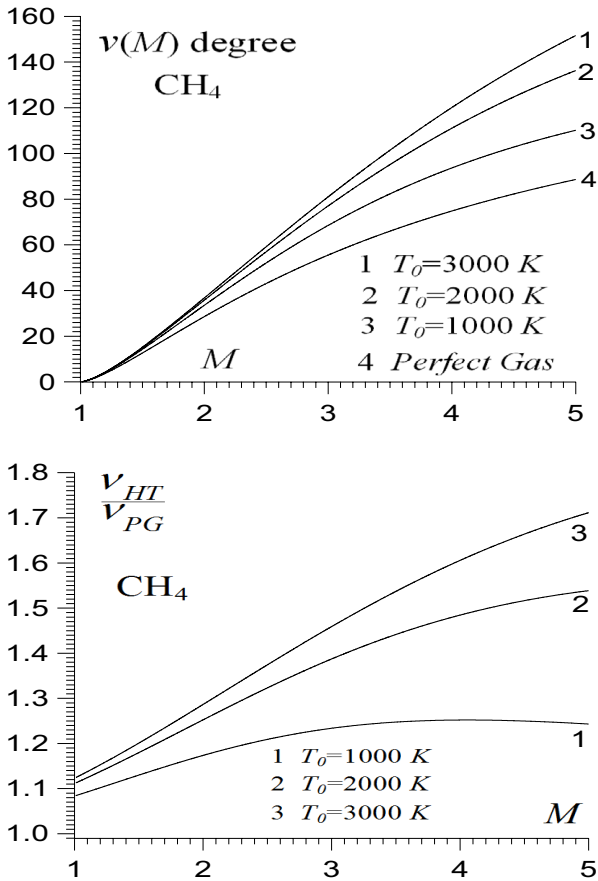 160
140
120
100
80
60
40
20
0
ν(M) degree
CH4
1
2
3
4
1 T0=3000 K
2 T0=2000 K
3 T0=1000 K
4 Perfect Gas
M
1 2 3 4 5
1.8
1.7
1.6
1.5
1.4
1.3
1.2
1.1
1.0
νHT
νPG
CH4
3
2
1
1 T0=1000 K
2 T0=2000 K
3 T0=3000 K
M
1 2 3 4 5